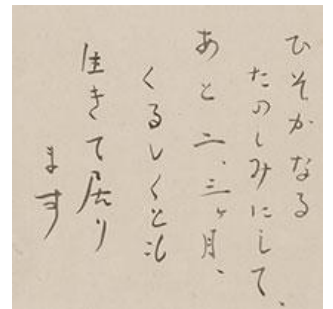 ひそかなる
たのしみにして、
あと二、三ヶ月、
くるしくとも
生きて居り
ます